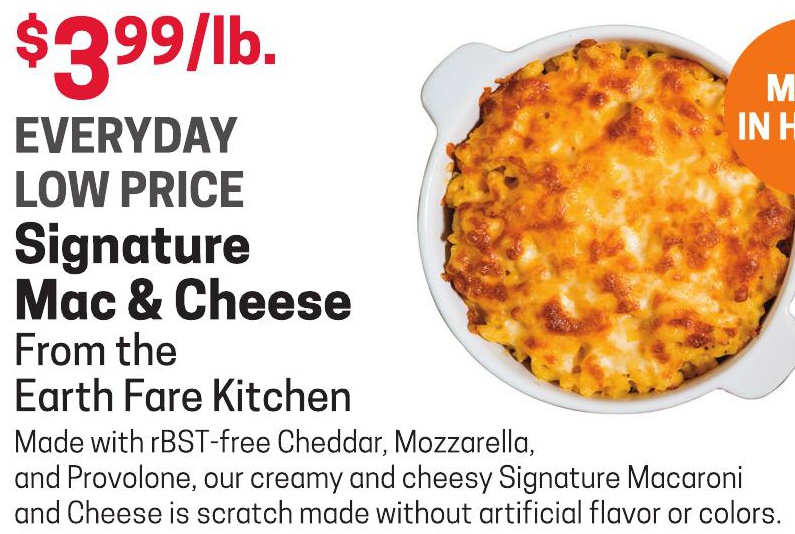 $3.99/lb.
EVERYDAY
LOW PRICE
Signature
Mac & Cheese
From the
Earth Fare Kitchen
Made with rBST-free Cheddar, Mozzarella,
and Provolone, our creamy and cheesy Signature Macaroni
and Cheese is scratch made without artificial flavor or colors.
IN